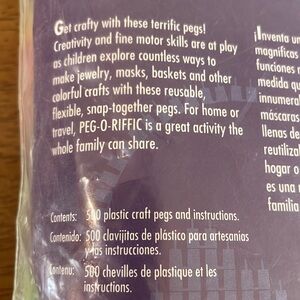 Get crafty with these terrific pegs!
Creativity and fine motor skills are at play
as children explore countless ways to
make jewelry, masks, baskets and other
colorful crafts with these reusable,
flexible, snap-together pegs. For home or
travel, PEG-O-RIFFIC is a great activity the
whole family can share.
Contents: 500 plastic craft pegs and instructions.
Contenido: 500 clavijitas de plástico para artesanias
y las instrucciones.
Contenu: 500 chevilles de plastique et les
instructions.
¡Inventa un
magníficas
funciones m
medida qu
innumera
máscaras
llenas de
reutilizab
hogar o
es una
familia